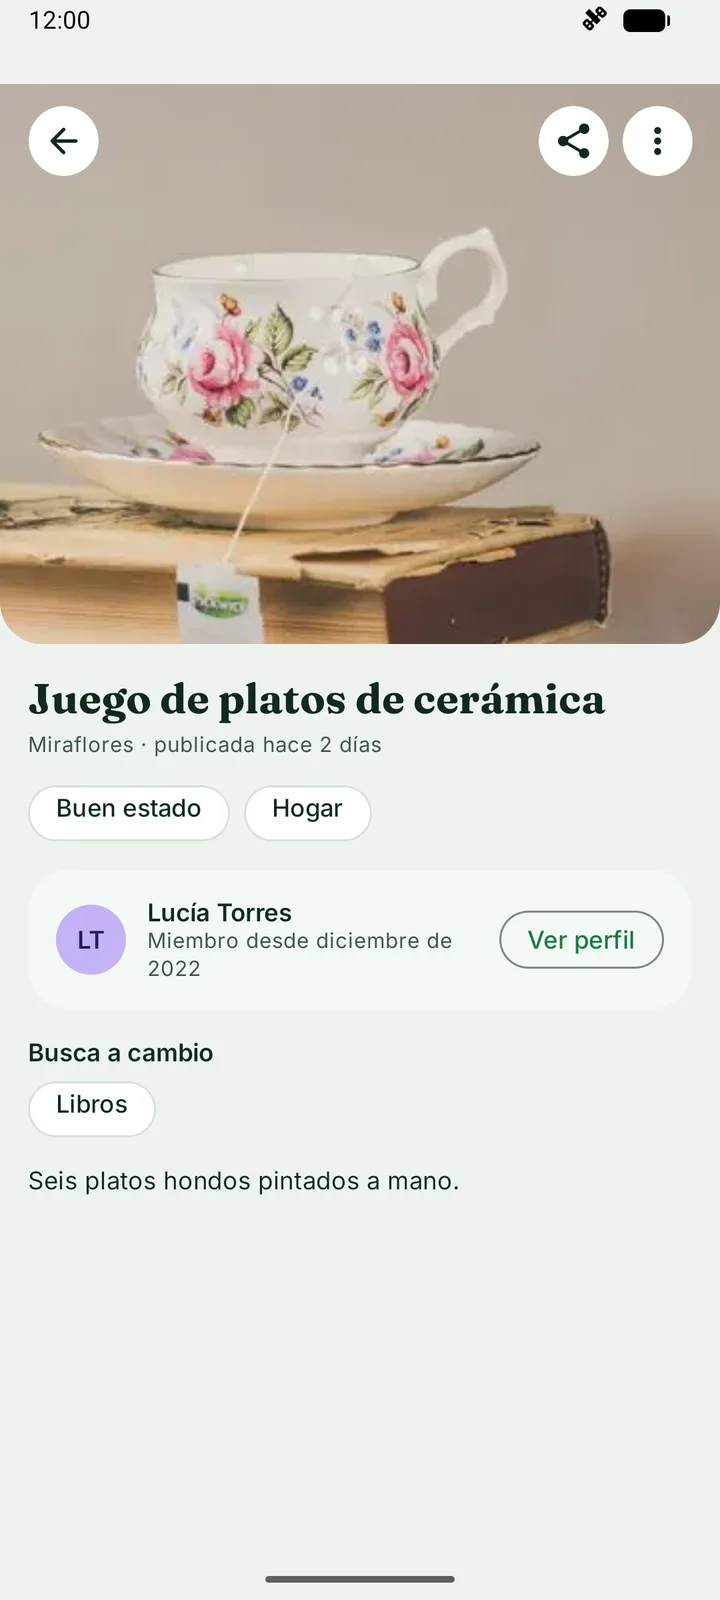 12:00
PICKWICK
Juego de platos de cerámica
Miraflores · publicada hace 2 días
Buen estado
Hogar
LT
Lucía Torres
Miembro desde diciembre de
2022
Ver perfil
Busca a cambio
Libros
Seis platos hondos pintados a mano.